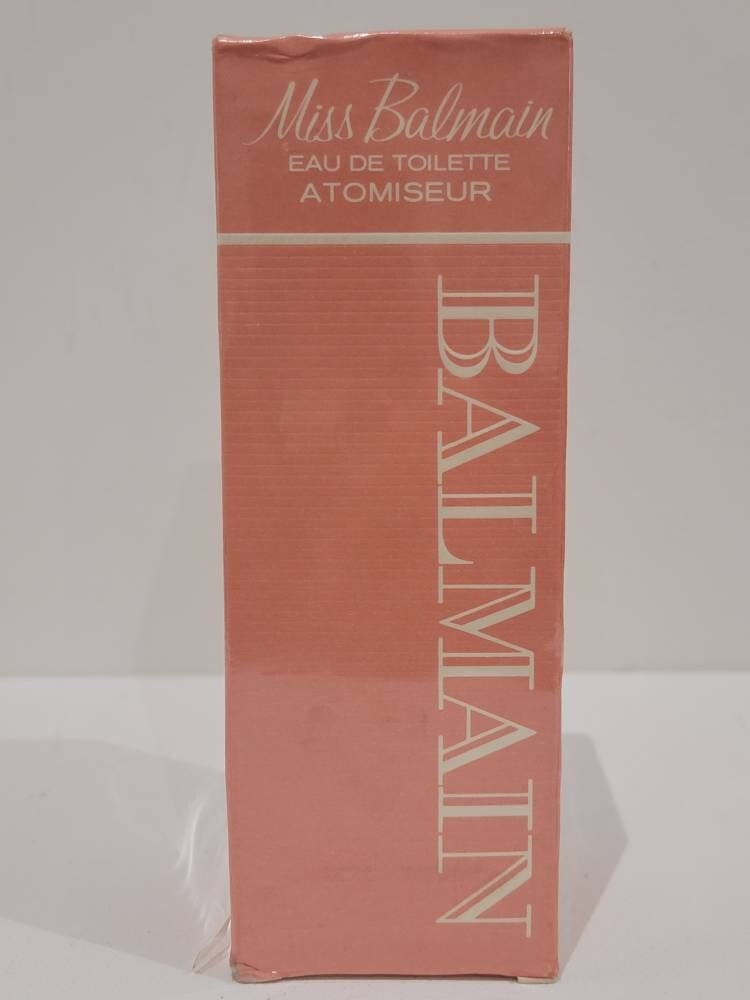 Miss Balmain
EAU DE TOILETTE
ATOMISEUR
BALMAIN